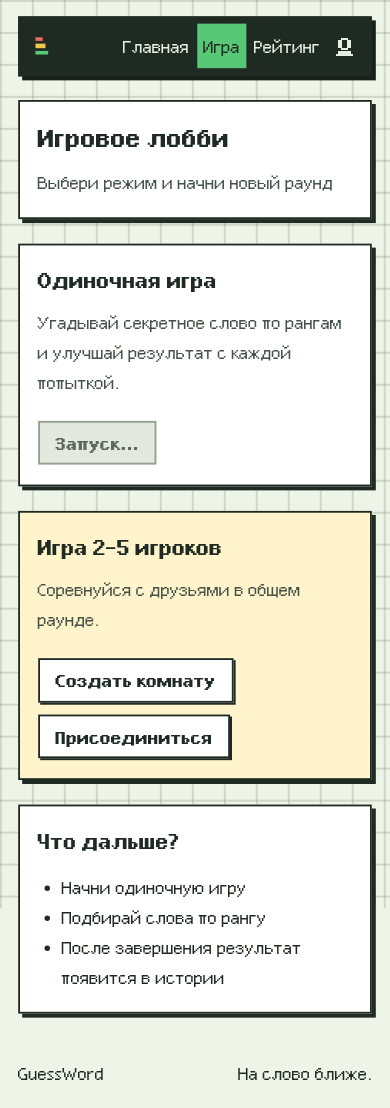 Главная Игра Рейтинг
Игровое лобби
Выбери режим и начни новый раунд
Одиночная игра
Угадывай секретное слово по рангам
и улучшай результат с каждой
попыткой.
Запуск...
Игра 2-5 игроков
Соревнуйся с друзьями в общем
раунде.
Создать комнату
Присоединиться
Что дальше?
• Начни одиночную игру
• Подбирай слова по рангу
• После завершения результат
появится в истории
GuessWord На слово ближе.